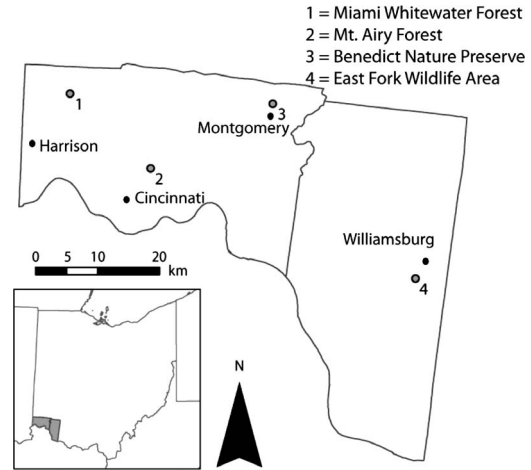 1 = Miami Whitewater Forest
2 = Mt. Airy Forest
3 = Benedict Nature Preserve
4 = East Fork Wildlife Area
1
3
Montgomery
Harrison
2
Cincinnati
Williamsburg
4
0 5 10 20
km
N